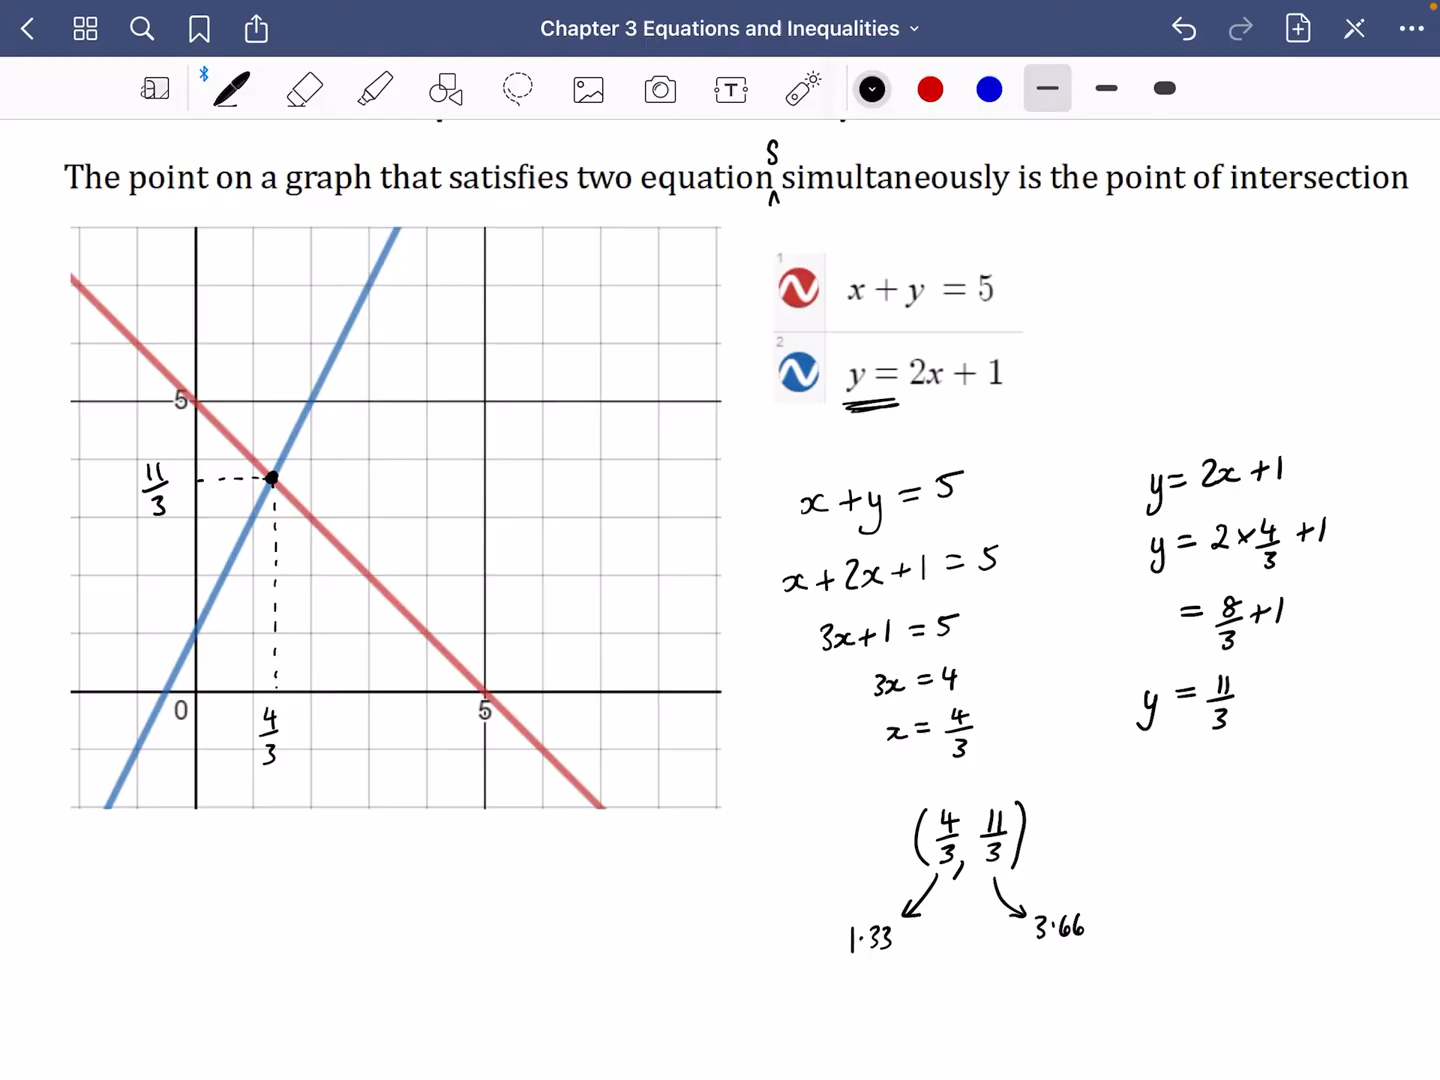 Chapter 3 Equations and Inequalities
The point on a graph that satisfies two equation simultaneously is the point of intersection
s
1
x + y = 5
2
y = 2x + 1
5
11/3
0
4/3
5
x + y = 5
x + 2x + 1 = 5
3x + 1 = 5
3x = 4
x = 4/3
y = 2x + 1
y = 2 × 4/3 + 1
= 8/3 + 1
y = 11/3
(4/3, 11/3)
1·33
3·66